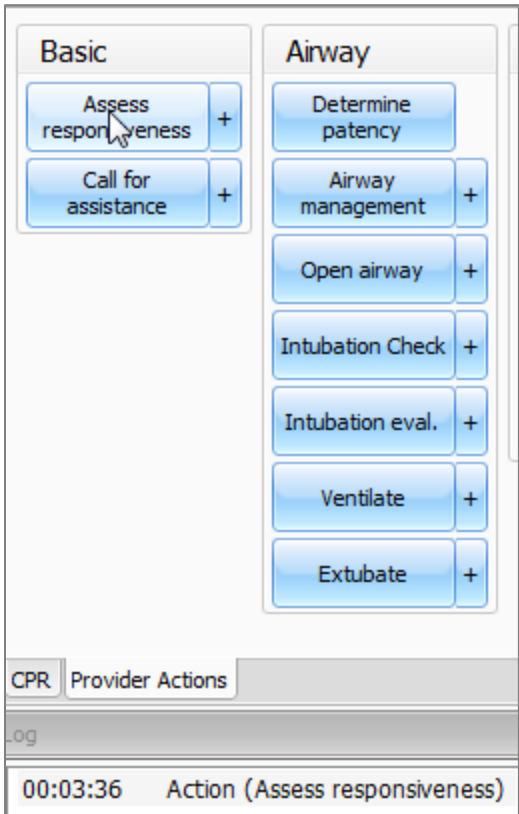 Basic
Assess
responsiveness
+
Call for
assistance
+
Airway
Determine
patency
Airway
management
+
Open airway
+
Intubation Check
+
Intubation eval.
+
Ventilate
+
Extubate
+
CPR
Provider Actions
Log
00:03:36 Action (Assess responsiveness)